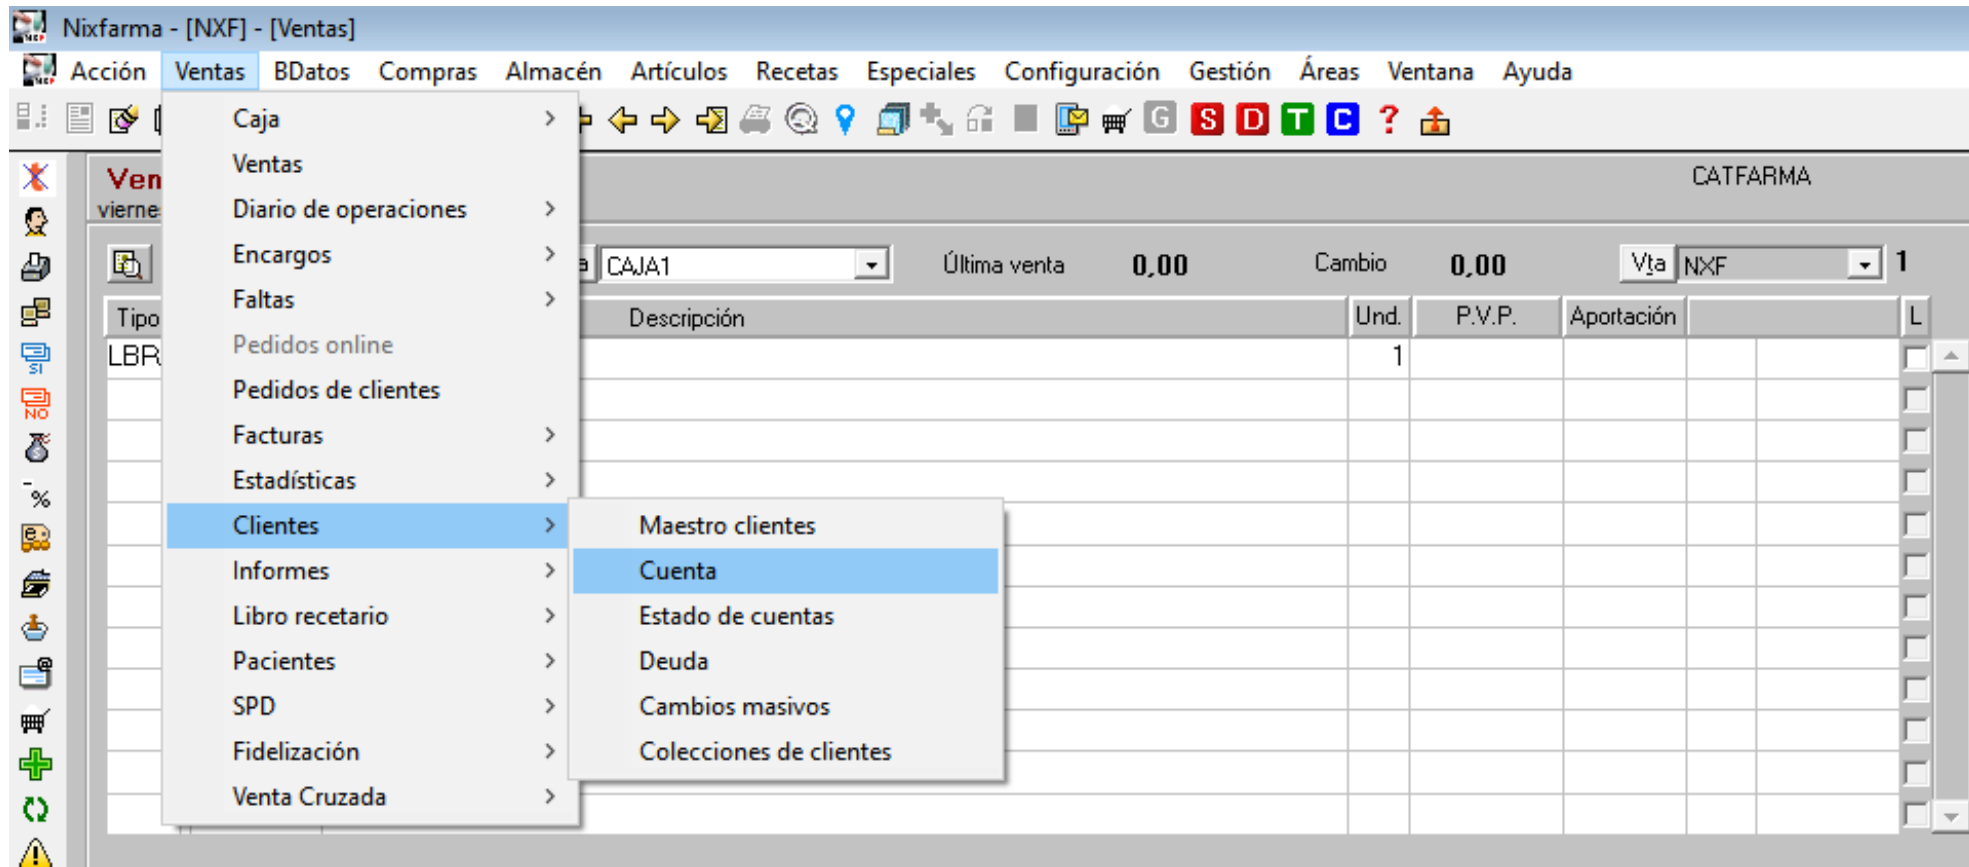 Nixfarma - [NXF] - [Ventas]
Acción Ventas BDatos Compras Almacén Artículos Recetas Especiales Configuración Gestión Áreas Ventana Ayuda
G S D T C ?
Caja
Ventas
Diario de operaciones
Encargos
Faltas
Pedidos online
Pedidos de clientes
Facturas
Estadísticas
Clientes
Informes
Libro recetario
Pacientes
SPD
Fidelización
Venta Cruzada
Maestro clientes
Cuenta
Estado de cuentas
Deuda
Cambios masivos
Colecciones de clientes
Ven
CATFARMA
vierne
CAJA1 Última venta 0,00 Cambio 0,00 Vta NXF 1
Tipo Descripción Und. P.V.P. Aportación L
LBR 1
SI
NO
%